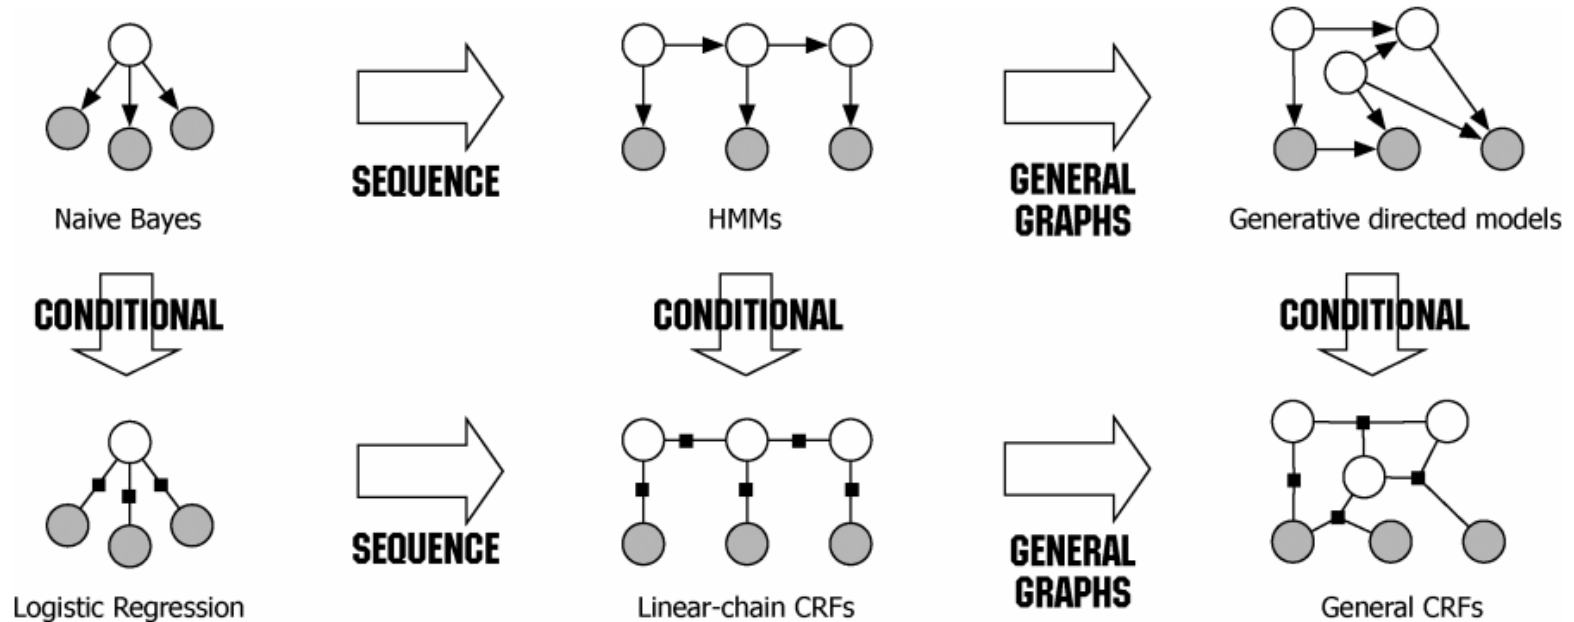 SEQUENCE
GENERAL
GRAPHS
Naive Bayes
HMMs
Generative directed models
CONDITIONAL
CONDITIONAL
CONDITIONAL
SEQUENCE
GENERAL
GRAPHS
Logistic Regression
Linear-chain CRFs
General CRFs